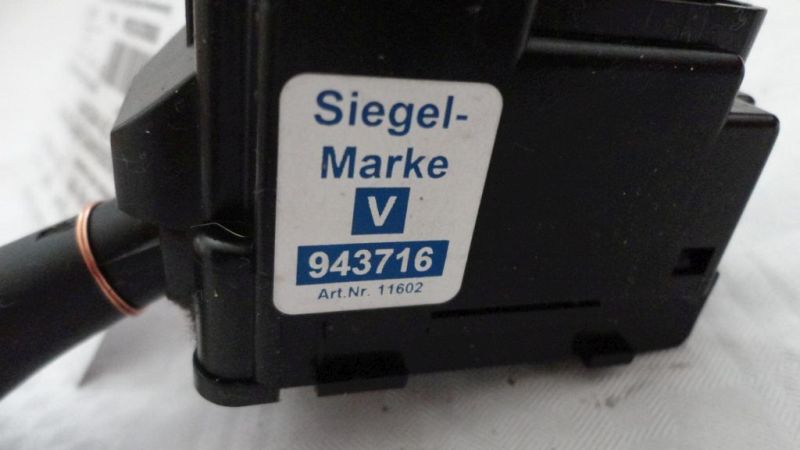 Siegel-
Marke
V
943716
Art.Nr. 11602